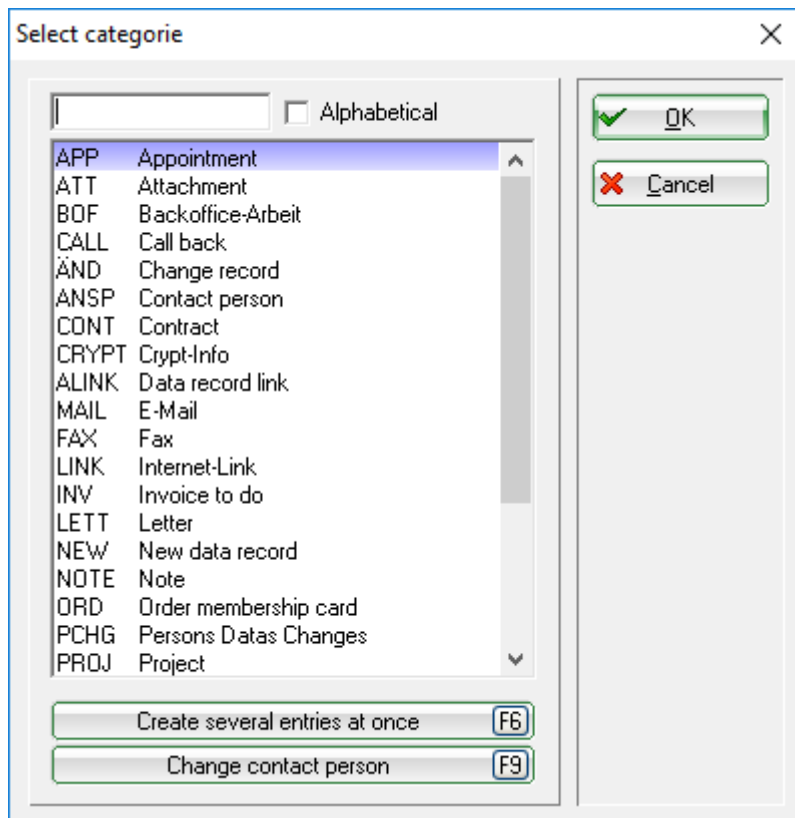 Select categorie
Alphabetical
APP Appointment
ATT Attachment
BOF Backoffice-Arbeit
CALL Call back
ÄND Change record
ANSP Contact person
CONT Contract
CRYPT Crypt-Info
ALINK Data record link
MAIL E-Mail
FAX Fax
LINK Internet-Link
INV Invoice to do
LETT Letter
NEW New data record
NOTE Note
ORD Order membership card
PCHG Persons Datas Changes
PROJ Project
Create several entries at once F6
Change contact person F9
OK
Cancel